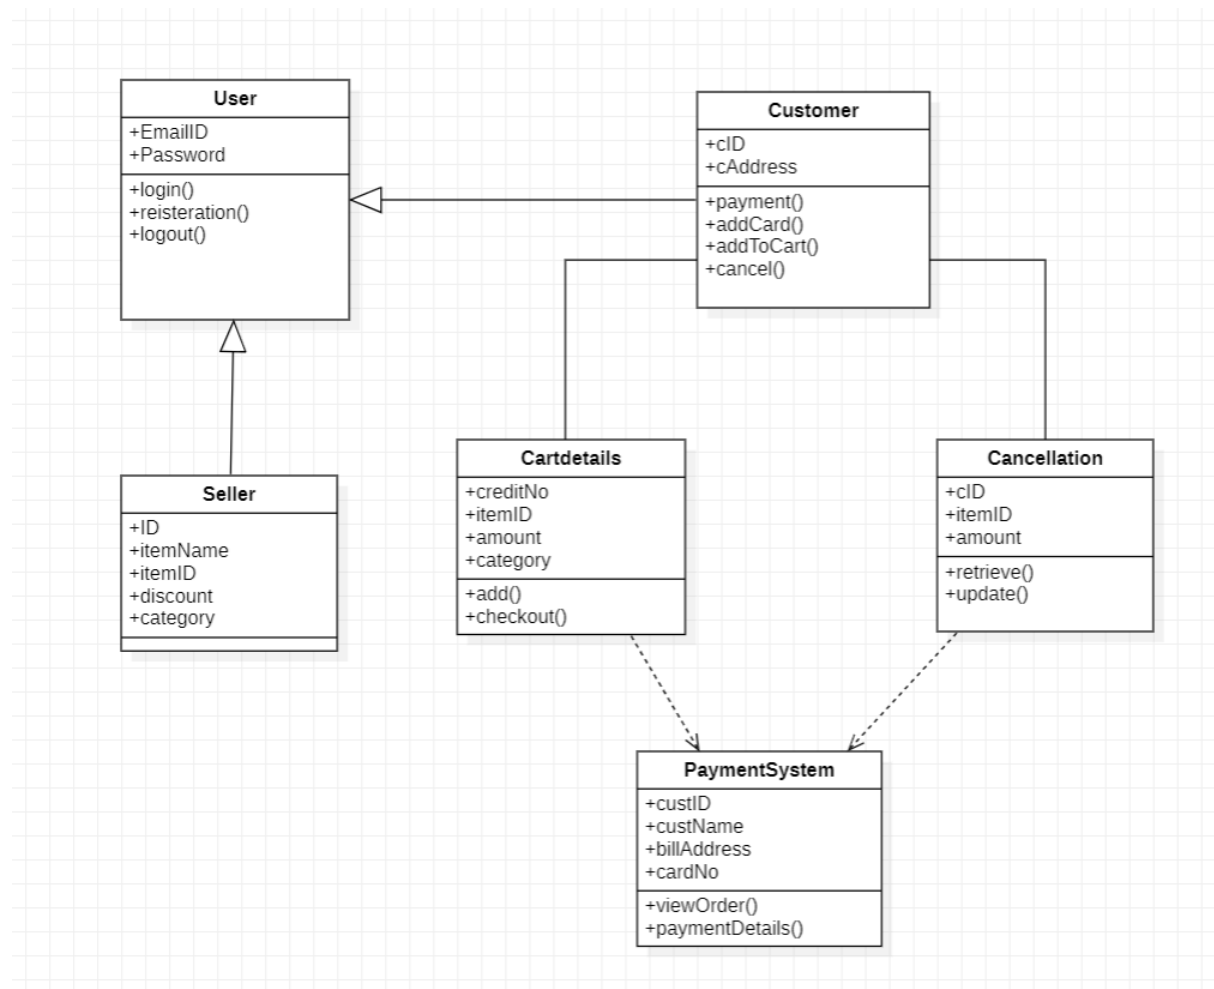 User
+EmailID
+Password
+login()
+reisteration()
+logout()
Customer
+cID
+cAddress
+payment()
+addCard()
+addToCart()
+cancel()
Seller
+ID
+itemName
+itemID
+discount
+category
Cartdetails
+creditNo
+itemID
+amount
+category
+add()
+checkout()
Cancellation
+cID
+itemID
+amount
+retrieve()
+update()
PaymentSystem
+custID
+custName
+billAddress
+cardNo
+viewOrder()
+paymentDetails()